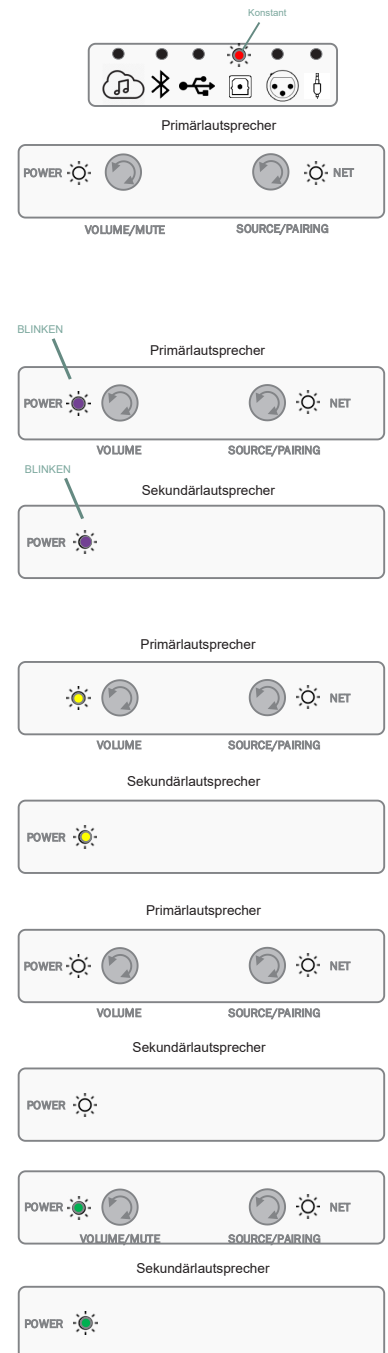 Konstant
Primärlautsprecher
POWER NET
VOLUME/MUTE SOURCE/PAIRING
BLINKEN
Primärlautsprecher
POWER NET
VOLUME SOURCE/PAIRING
BLINKEN
Sekundärlautsprecher
POWER
Primärlautsprecher
NET
VOLUME SOURCE/PAIRING
Sekundärlautsprecher
POWER
Primärlautsprecher
POWER NET
VOLUME SOURCE/PAIRING
Sekundärlautsprecher
POWER
POWER NET
VOLUME/MUTE SOURCE/PAIRING
Sekundärlautsprecher
POWER